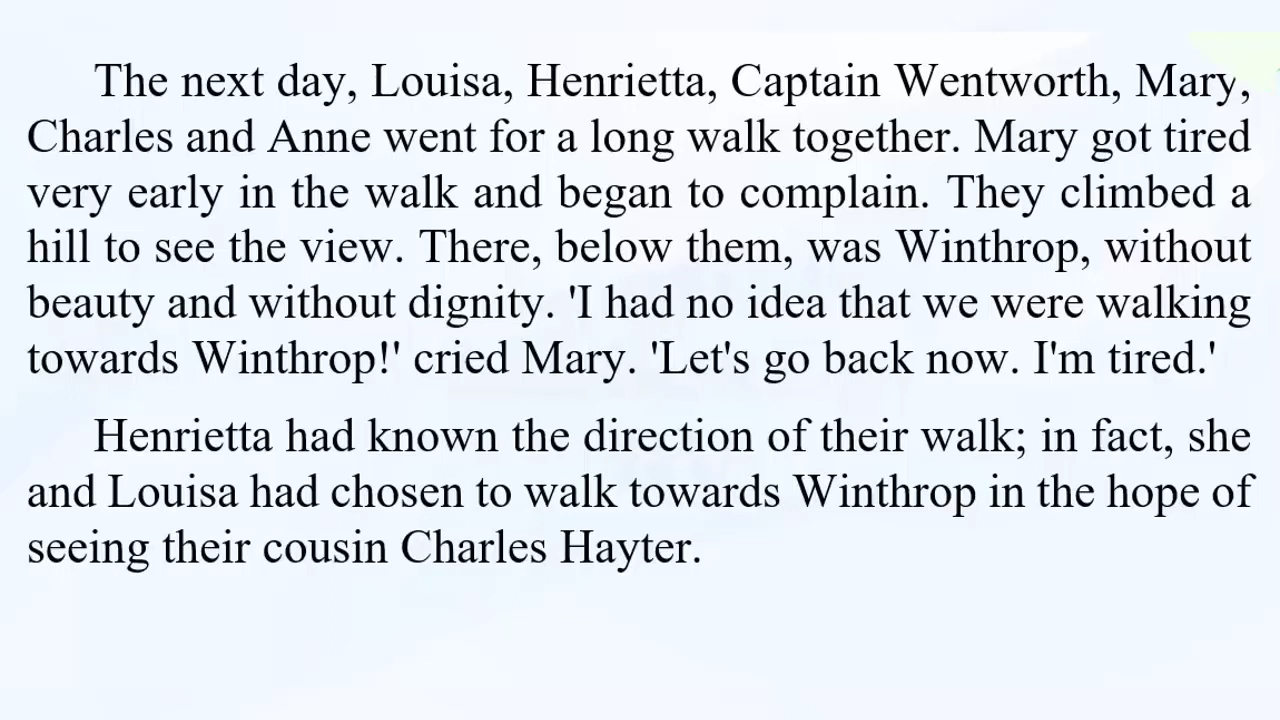 The next day, Louisa, Henrietta, Captain Wentworth, Mary,
Charles and Anne went for a long walk together. Mary got tired
very early in the walk and began to complain. They climbed a
hill to see the view. There, below them, was Winthrop, without
beauty and without dignity. 'I had no idea that we were walking
towards Winthrop!' cried Mary. 'Let's go back now. I'm tired.'
Henrietta had known the direction of their walk; in fact, she
and Louisa had chosen to walk towards Winthrop in the hope of
seeing their cousin Charles Hayter.